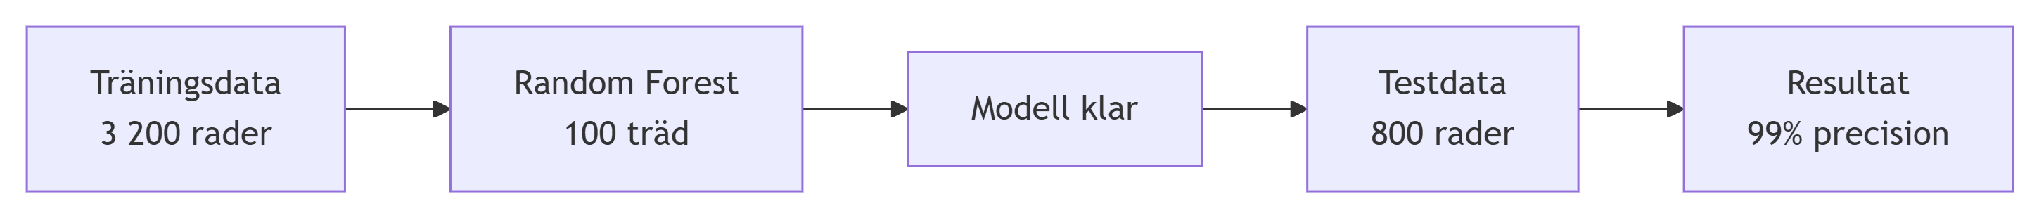 Träningsdata
3 200 rader
Random Forest
100 träd
Modell klar
Testdata
800 rader
Resultat
99% precision